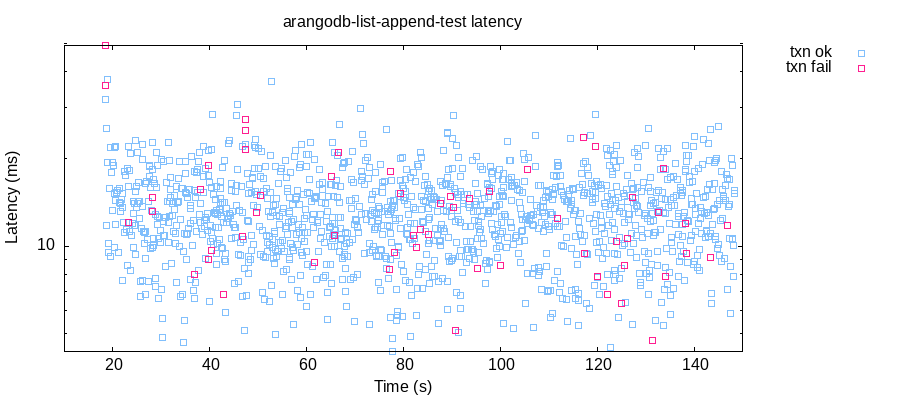 arangodb-list-append-test latency
txn ok
txn fail
Latency (ms)
10
20 40 60 80 100 120 140
Time (s)